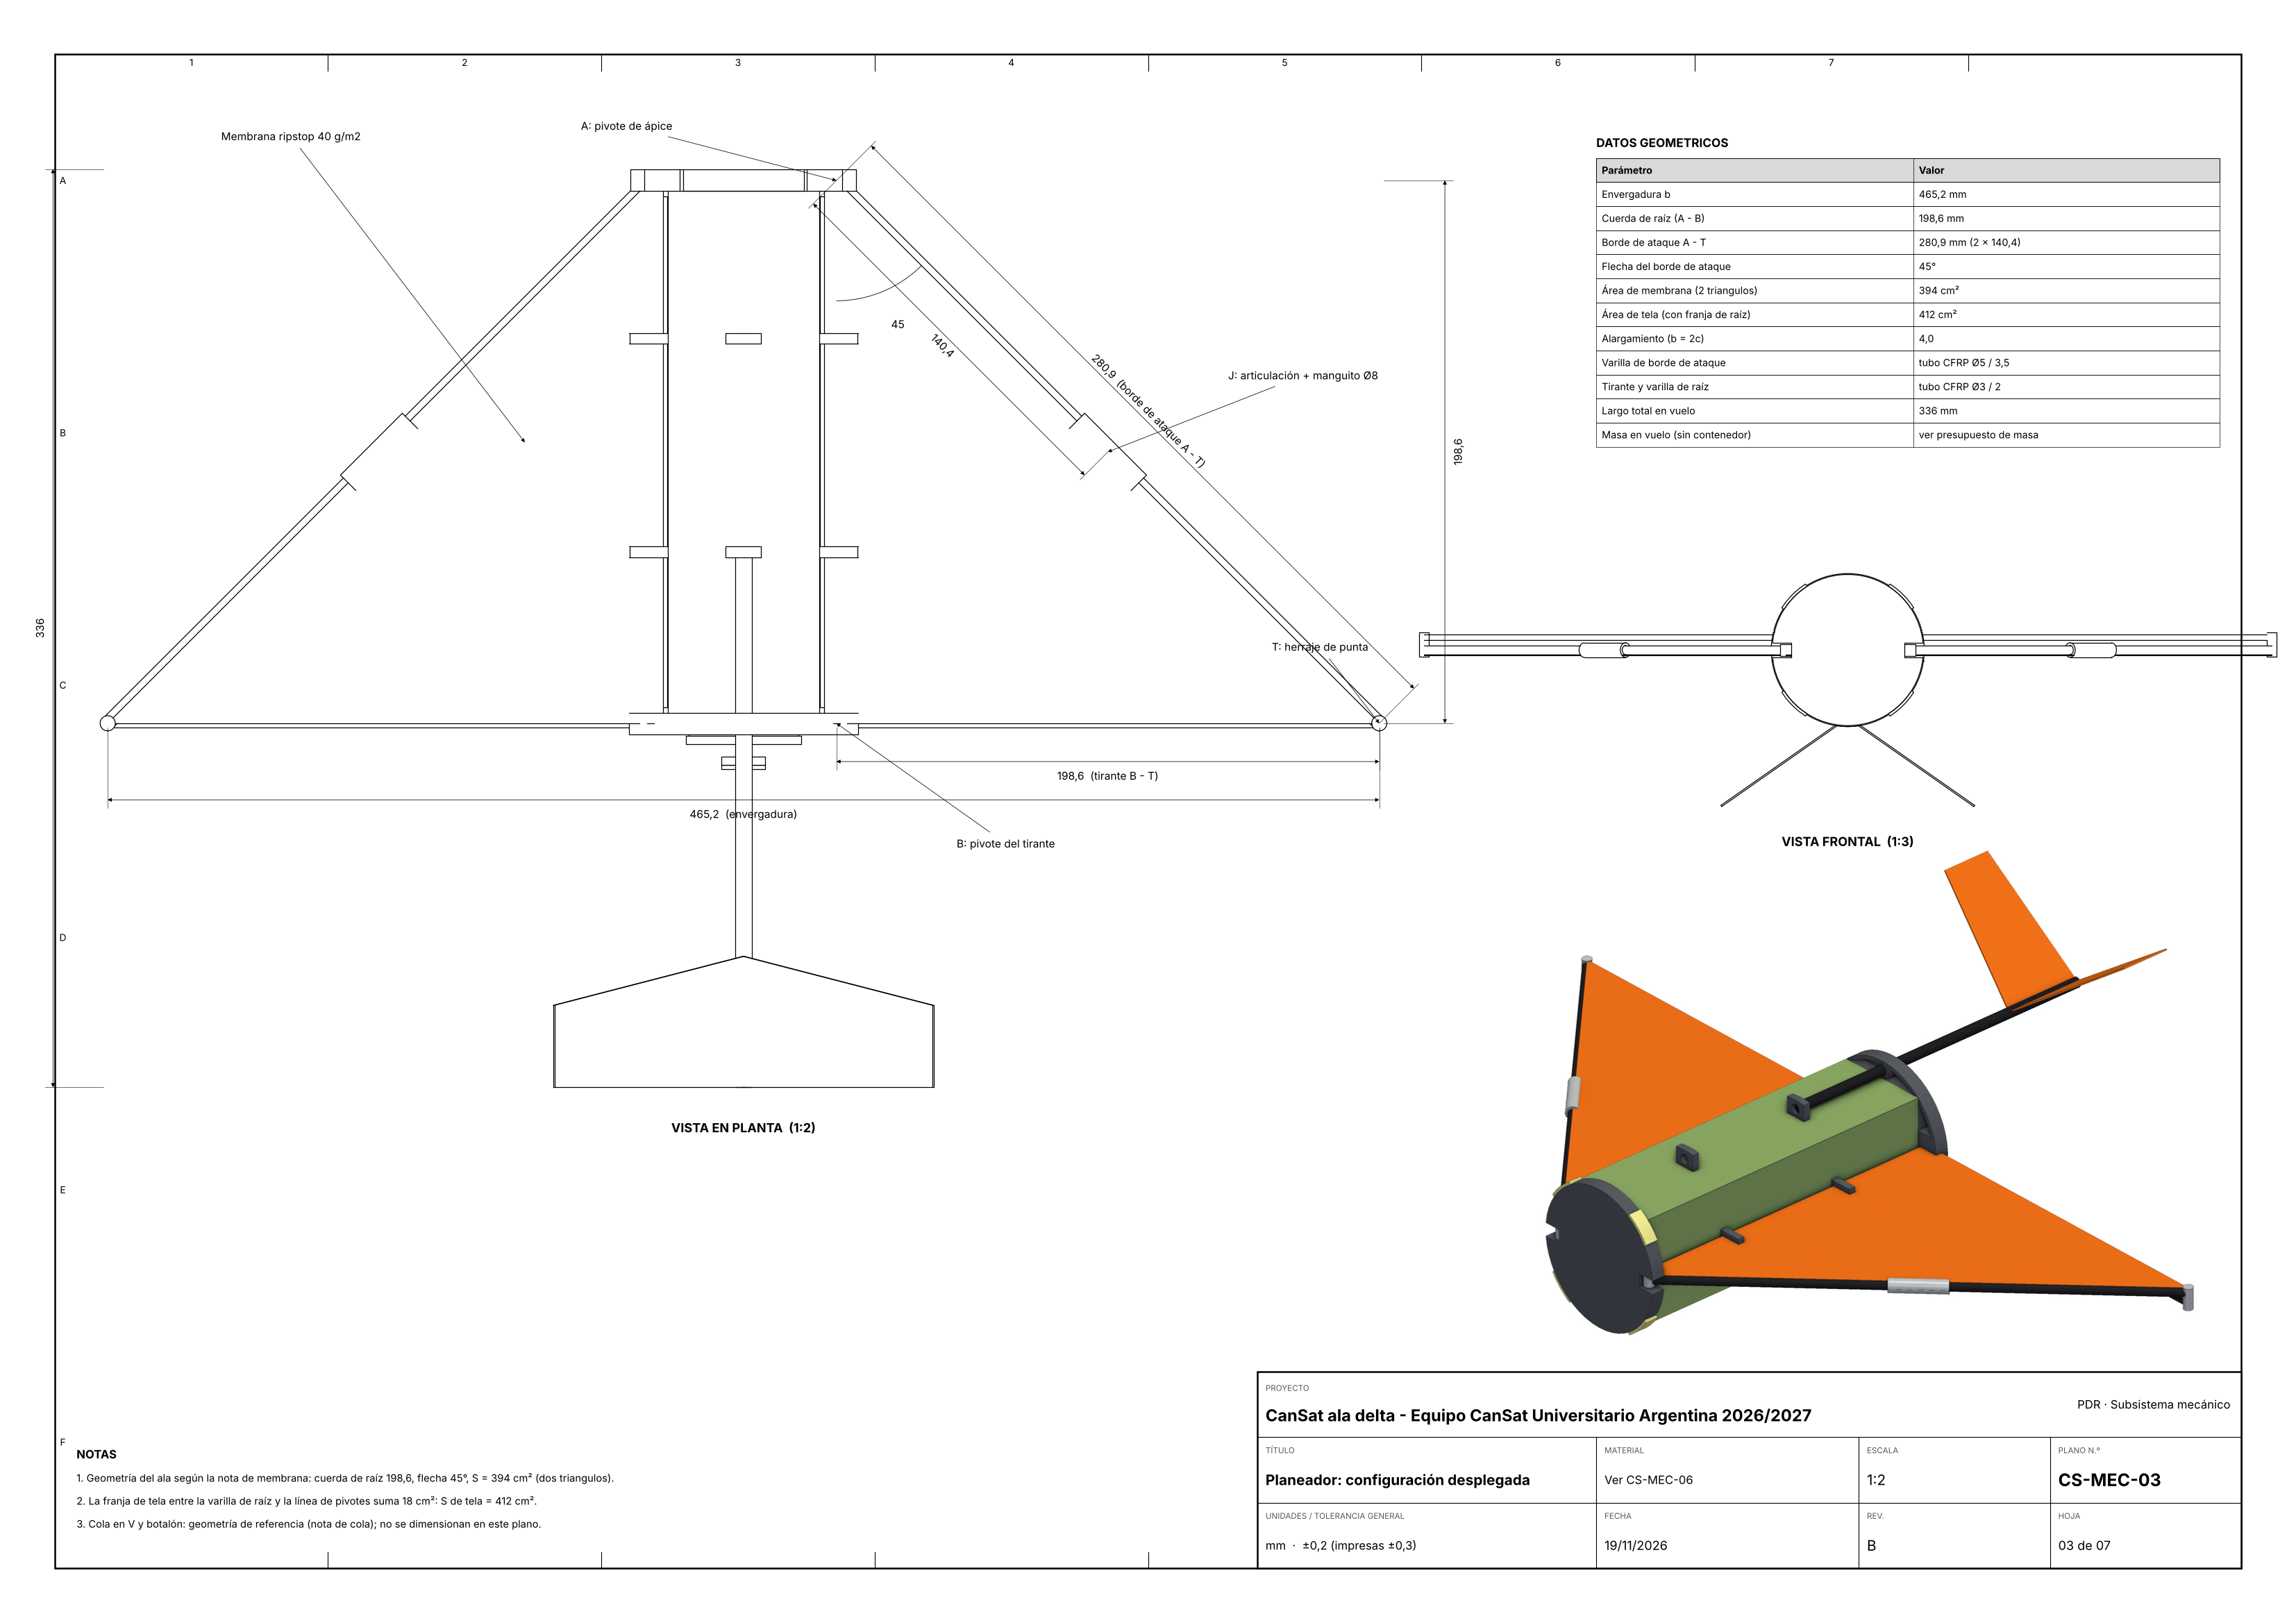 1 2 3 4 5 6 7
A
B
C
D
E
F
Membrana ripstop 40 g/m2
A: pivote de ápice
45
140,4
280,9 (borde de ataque A - T)
J: articulación + manguito Ø8
198,6
336
T: herraje de punta
198,6 (tirante B - T)
465,2 (envergadura)
B: pivote del tirante
VISTA EN PLANTA (1:2)
DATOS GEOMETRICOS
Parámetro Valor
Envergadura b 465,2 mm
Cuerda de raíz (A - B) 198,6 mm
Borde de ataque A - T 280,9 mm (2 × 140,4)
Flecha del borde de ataque 45°
Área de membrana (2 triangulos) 394 cm²
Área de tela (con franja de raíz) 412 cm²
Alargamiento (b = 2c) 4,0
Varilla de borde de ataque tubo CFRP Ø5 / 3,5
Tirante y varilla de raíz tubo CFRP Ø3 / 2
Largo total en vuelo 336 mm
Masa en vuelo (sin contenedor) ver presupuesto de masa
VISTA FRONTAL (1:3)
NOTAS
1. Geometría del ala según la nota de membrana: cuerda de raíz 198,6, flecha 45°, S = 394 cm² (dos triangulos).
2. La franja de tela entre la varilla de raíz y la línea de pivotes suma 18 cm²: S de tela = 412 cm².
3. Cola en V y botalón: geometría de referencia (nota de cola); no se dimensionan en este plano.
PROYECTO
CanSat ala delta - Equipo CanSat Universitario Argentina 2026/2027
PDR · Subsistema mecánico
TÍTULO
Planeador: configuración desplegada
MATERIAL
Ver CS-MEC-06
ESCALA
1:2
PLANO N.º
CS-MEC-03
UNIDADES / TOLERANCIA GENERAL
mm · ±0,2 (impresas ±0,3)
FECHA
19/11/2026
REV.
B
HOJA
03 de 07